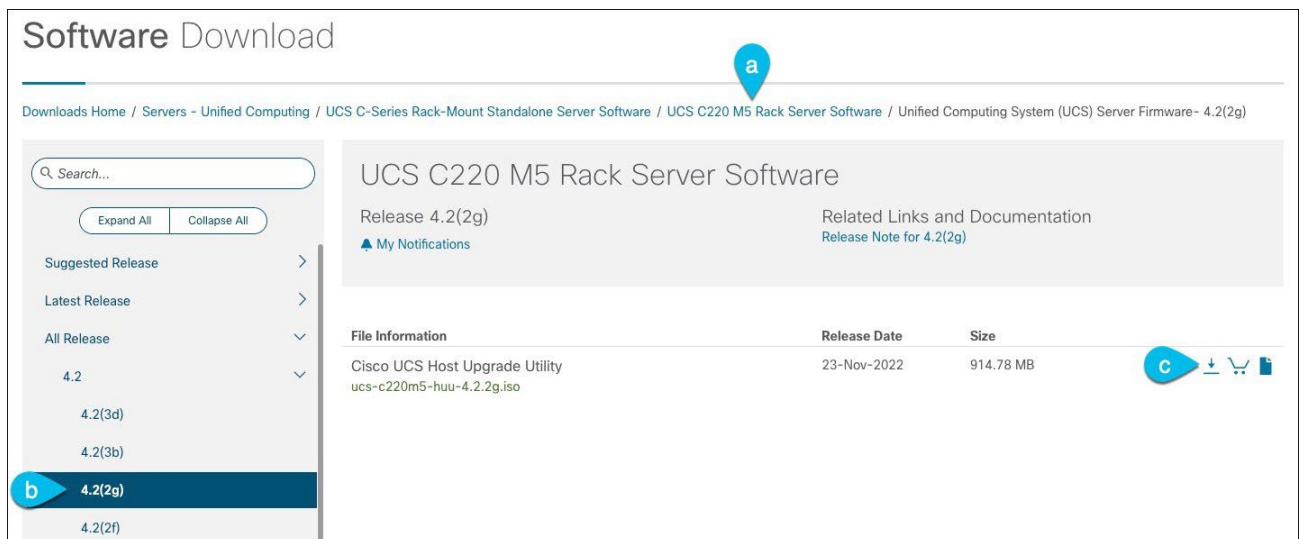 Software Download
a
Downloads Home / Servers - Unified Computing / UCS C-Series Rack-Mount Standalone Server Software / UCS C220 M5 Rack Server Software / Unified Computing System (UCS) Server Firmware- 4.2(2g)
Search...
Expand All
Collapse All
Suggested Release
Latest Release
All Release
4.2
4.2(3d)
4.2(3b)
b
4.2(2g)
4.2(2f)
UCS C220 M5 Rack Server Software
Release 4.2(2g)
My Notifications
Related Links and Documentation
Release Note for 4.2(2g)
File Information
Release Date
Size
Cisco UCS Host Upgrade Utility
ucs-c220m5-huu-4.2.2g.iso
23-Nov-2022
914.78 MB
c